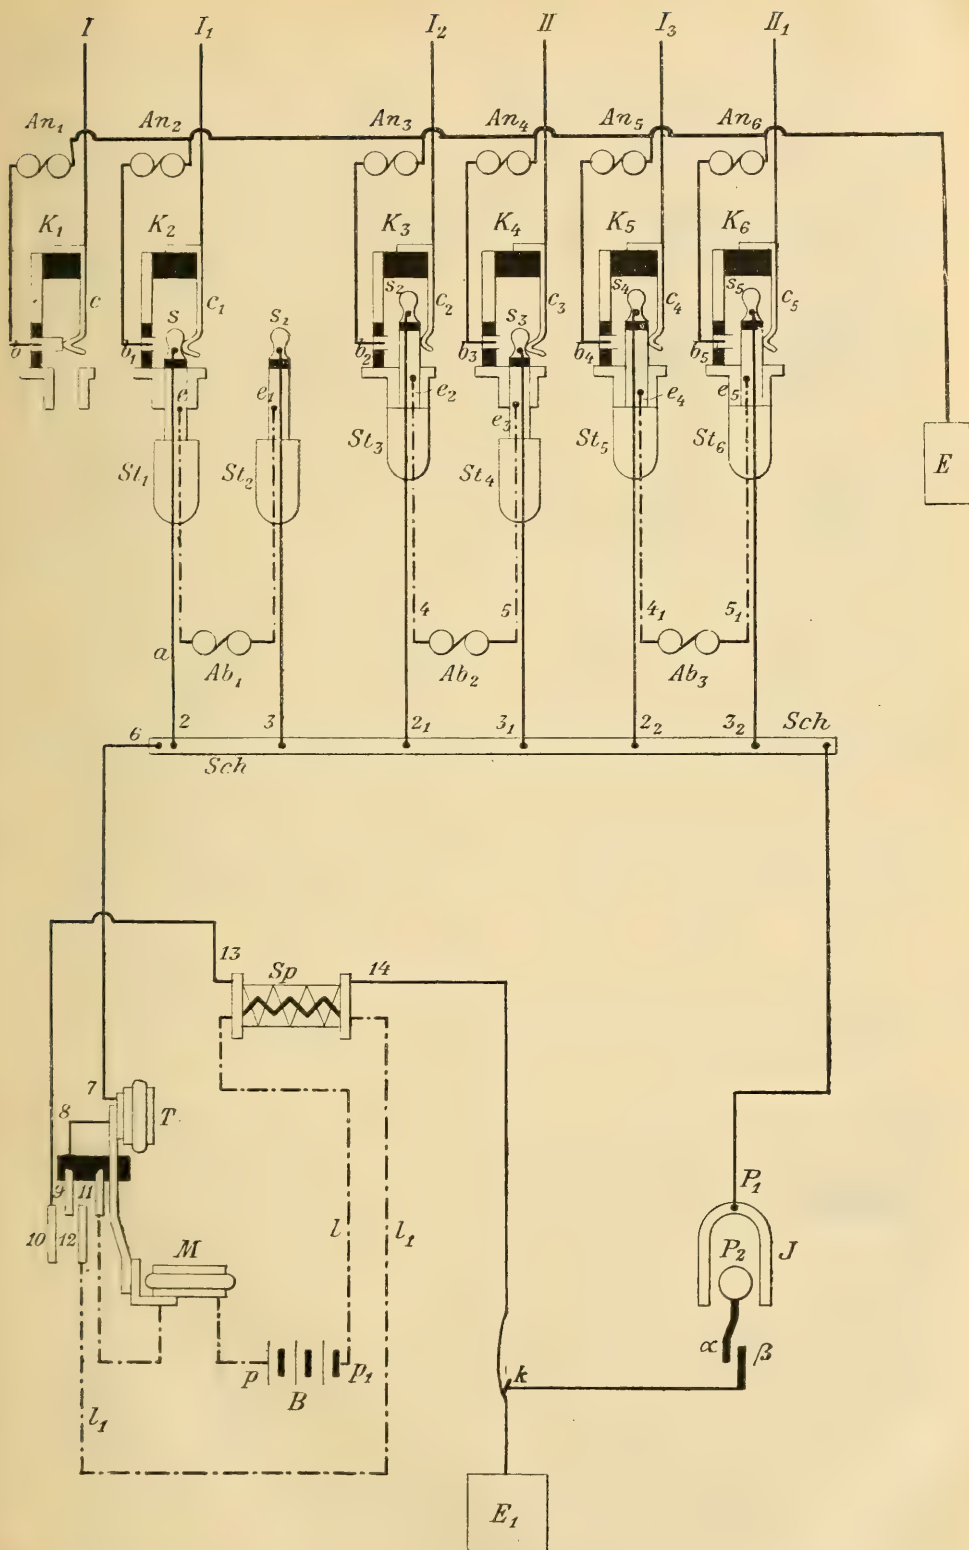 I I₁ I₂ II I₃ II₁
An₁ An₂ An₃ An₄ An₅ An₆
K₁ K₂ K₃ K₄ K₅ K₆
s₂ s₄ s₅
c c₁ c₂ c₃ c₄ c₅
s s₁ s₃
b b₁ b₂ b₃ b₄ b₅
e e₁ e₂ e₃ e₄ e₅
St₁ St₂ St₃ St₄ St₅ St₆
E
4 5 4₁ 5₁
a Ab₁ Ab₂ Ab₃
6 2 3 2₁ 3₁ 2₂ 3₂ Sch
Sch
13 Sp 14
7
8 T
9 11 P₁
10 12 M l l₁ P₂ J
α β
p B p₁ k
l₁
E₁